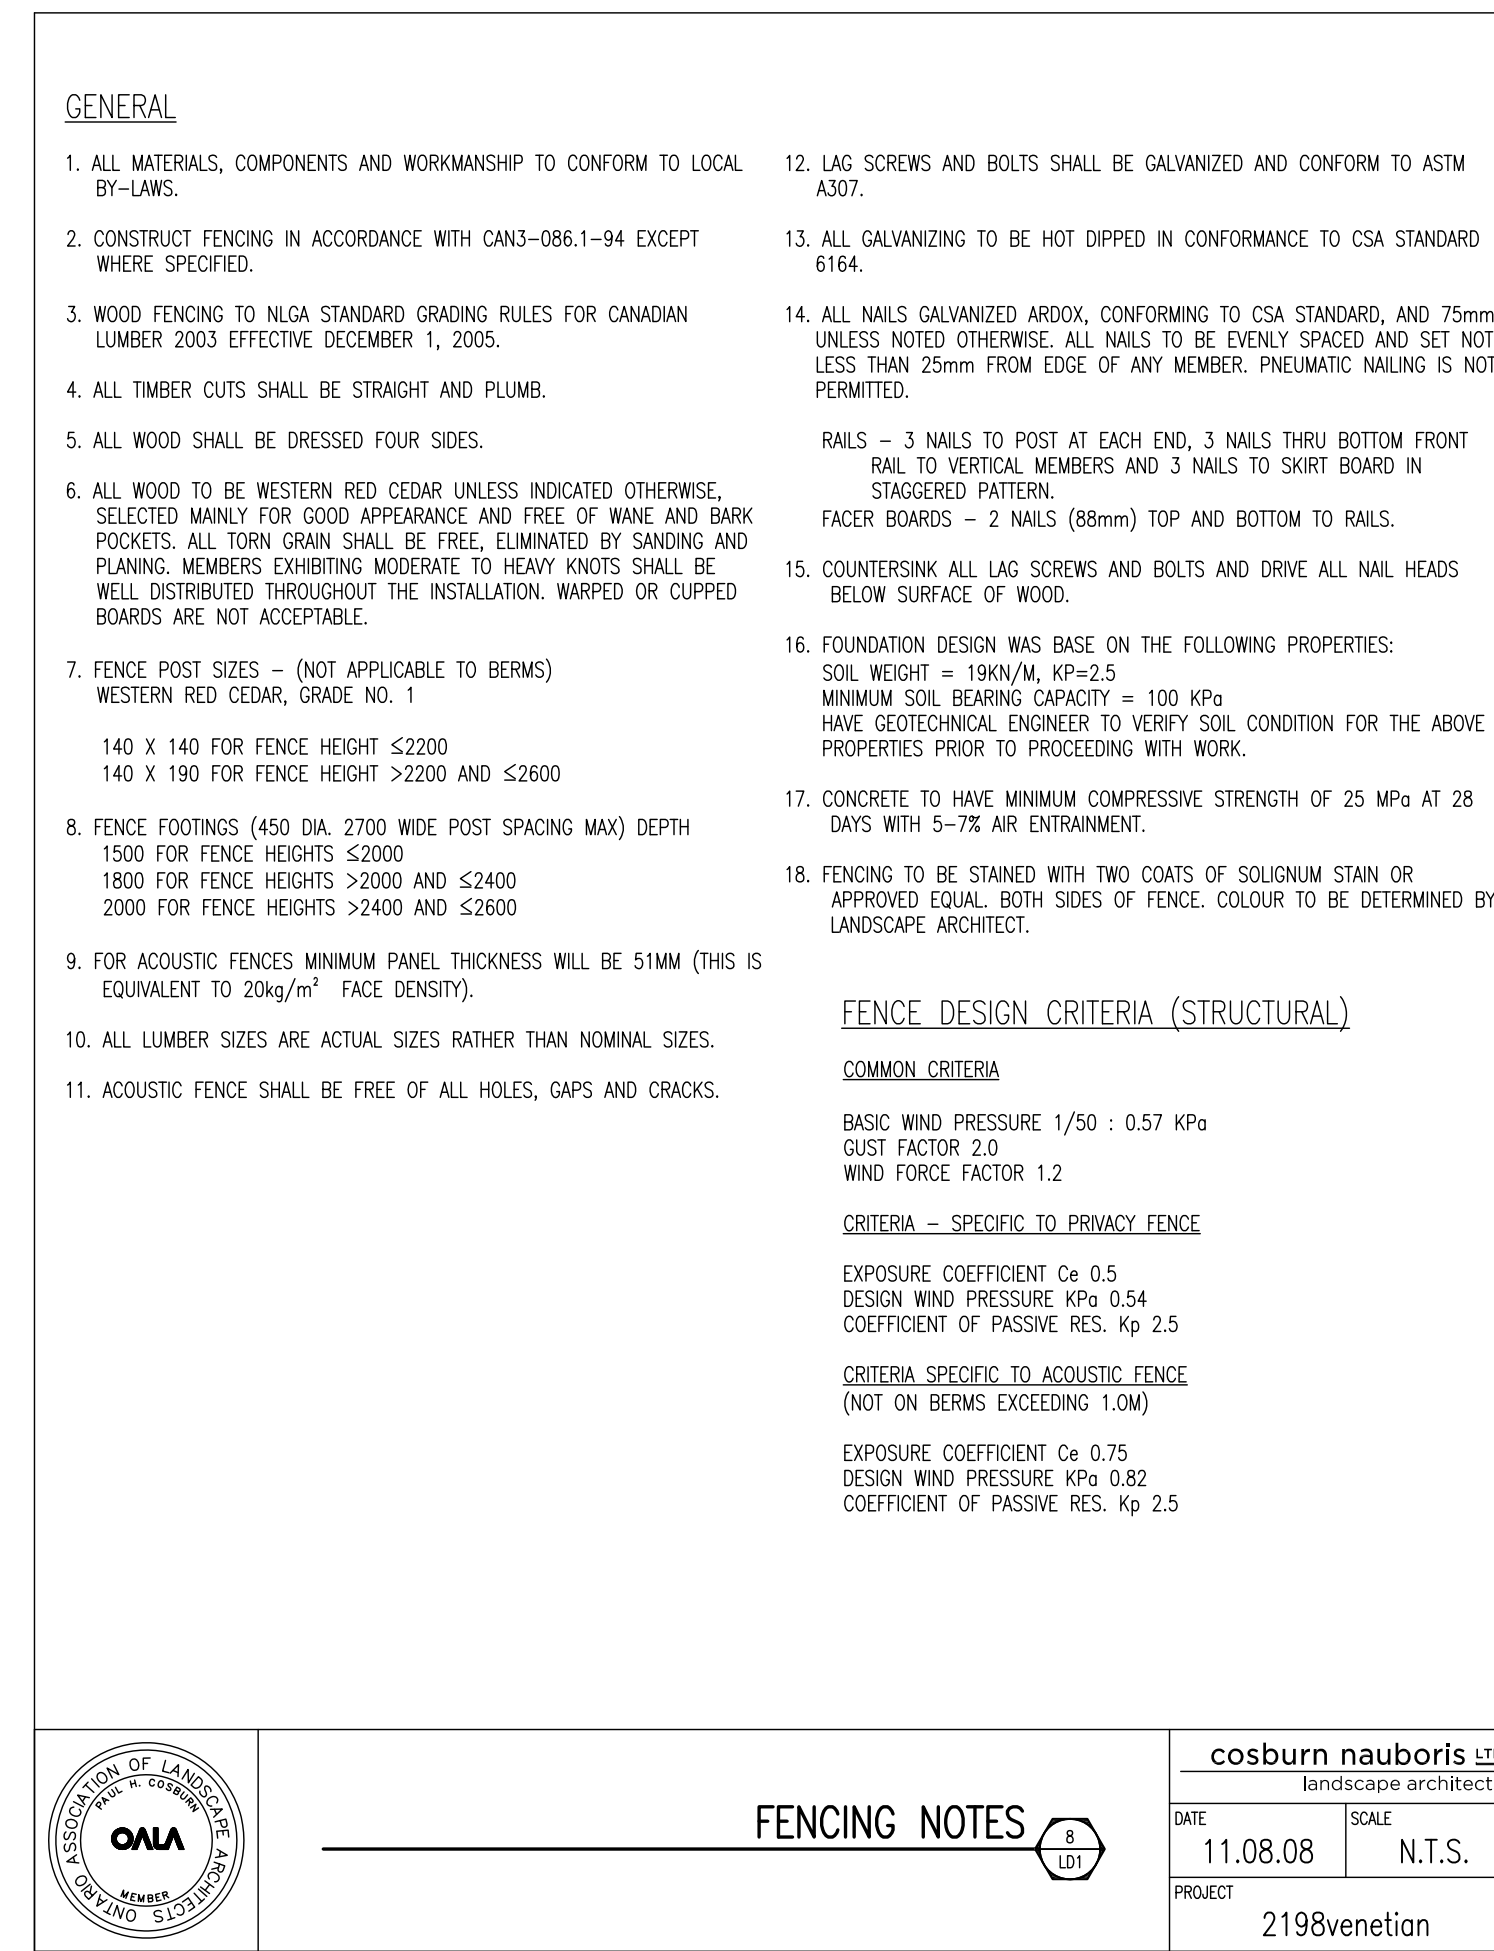 GENERAL
1. ALL MATERIALS, COMPONENTS AND WORKMANSHIP TO CONFORM TO LOCAL
BY-LAWS.
2. CONSTRUCT FENCING IN ACCORDANCE WITH CAN3-086.1-94 EXCEPT
WHERE SPECIFIED.
3. WOOD FENCING TO NLGA STANDARD GRADING RULES FOR CANADIAN
LUMBER 2003 EFFECTIVE DECEMBER 1, 2005.
4. ALL TIMBER CUTS SHALL BE STRAIGHT AND PLUMB.
5. ALL WOOD SHALL BE DRESSED FOUR SIDES.
6. ALL WOOD TO BE WESTERN RED CEDAR UNLESS INDICATED OTHERWISE,
SELECTED MAINLY FOR GOOD APPEARANCE AND FREE OF WANE AND BARK
POCKETS. ALL TORN GRAIN SHALL BE FREE, ELIMINATED BY SANDING AND
PLANING. MEMBERS EXHIBITING MODERATE TO HEAVY KNOTS SHALL BE
WELL DISTRIBUTED THROUGHOUT THE INSTALLATION. WARPED OR CUPPED
BOARDS ARE NOT ACCEPTABLE.
7. FENCE POST SIZES – (NOT APPLICABLE TO BERMS)
WESTERN RED CEDAR, GRADE NO. 1
140 X 140 FOR FENCE HEIGHT ≤2200
140 X 190 FOR FENCE HEIGHT >2200 AND ≤2600
8. FENCE FOOTINGS (450 DIA. 2700 WIDE POST SPACING MAX) DEPTH
1500 FOR FENCE HEIGHTS ≤2000
1800 FOR FENCE HEIGHTS >2000 AND ≤2400
2000 FOR FENCE HEIGHTS >2400 AND ≤2600
9. FOR ACOUSTIC FENCES MINIMUM PANEL THICKNESS WILL BE 51MM (THIS IS
EQUIVALENT TO 20kg/m² FACE DENSITY).
10. ALL LUMBER SIZES ARE ACTUAL SIZES RATHER THAN NOMINAL SIZES.
11. ACOUSTIC FENCE SHALL BE FREE OF ALL HOLES, GAPS AND CRACKS.
12. LAG SCREWS AND BOLTS SHALL BE GALVANIZED AND CONFORM TO ASTM
A307.
13. ALL GALVANIZING TO BE HOT DIPPED IN CONFORMANCE TO CSA STANDARD
6164.
14. ALL NAILS GALVANIZED ARDOX, CONFORMING TO CSA STANDARD, AND 75mm
UNLESS NOTED OTHERWISE. ALL NAILS TO BE EVENLY SPACED AND SET NOT
LESS THAN 25mm FROM EDGE OF ANY MEMBER. PNEUMATIC NAILING IS NOT
PERMITTED.
RAILS – 3 NAILS TO POST AT EACH END, 3 NAILS THRU BOTTOM FRONT
RAIL TO VERTICAL MEMBERS AND 3 NAILS TO SKIRT BOARD IN
STAGGERED PATTERN.
FACER BOARDS – 2 NAILS (88mm) TOP AND BOTTOM TO RAILS.
15. COUNTERSINK ALL LAG SCREWS AND BOLTS AND DRIVE ALL NAIL HEADS
BELOW SURFACE OF WOOD.
16. FOUNDATION DESIGN WAS BASE ON THE FOLLOWING PROPERTIES:
SOIL WEIGHT = 19KN/M, KP=2.5
MINIMUM SOIL BEARING CAPACITY = 100 KPa
HAVE GEOTECHNICAL ENGINEER TO VERIFY SOIL CONDITION FOR THE ABOVE
PROPERTIES PRIOR TO PROCEEDING WITH WORK.
17. CONCRETE TO HAVE MINIMUM COMPRESSIVE STRENGTH OF 25 MPa AT 28
DAYS WITH 5-7% AIR ENTRAINMENT.
18. FENCING TO BE STAINED WITH TWO COATS OF SOLIGNUM STAIN OR
APPROVED EQUAL. BOTH SIDES OF FENCE. COLOUR TO BE DETERMINED BY
LANDSCAPE ARCHITECT.
FENCE DESIGN CRITERIA (STRUCTURAL)
COMMON CRITERIA
BASIC WIND PRESSURE 1/50 : 0.57 KPa
GUST FACTOR 2.0
WIND FORCE FACTOR 1.2
CRITERIA – SPECIFIC TO PRIVACY FENCE
EXPOSURE COEFFICIENT Ce 0.5
DESIGN WIND PRESSURE KPa 0.54
COEFFICIENT OF PASSIVE RES. Kp 2.5
CRITERIA SPECIFIC TO ACOUSTIC FENCE
(NOT ON BERMS EXCEEDING 1.0M)
EXPOSURE COEFFICIENT Ce 0.75
DESIGN WIND PRESSURE KPa 0.82
COEFFICIENT OF PASSIVE RES. Kp 2.5
ONTARIO ASSOCIATION OF LANDSCAPE ARCHITECTS
PAUL H. COSBURN
OALA
MEMBER
FENCING NOTES
8
LD1
cosburn nauboris
landscape architect
DATE
11.08.08
SCALE
N.T.S.
PROJECT
2198venetian